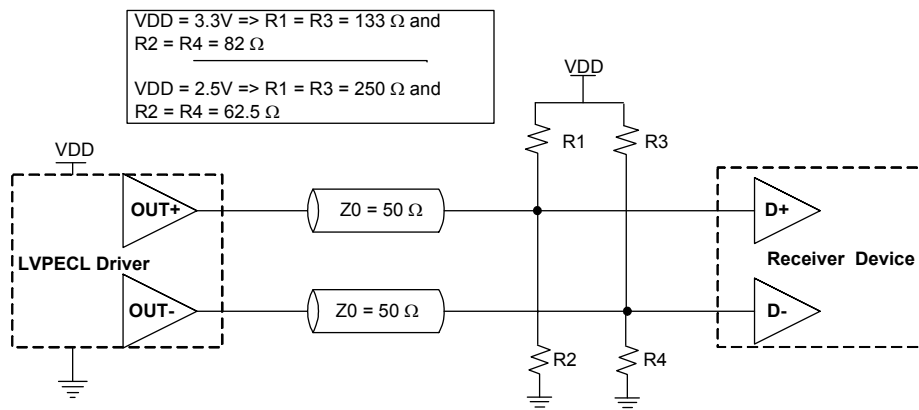 VDD = 3.3V => R1 = R3 = 133 Ω and
R2 = R4 = 82 Ω
VDD = 2.5V => R1 = R3 = 250 Ω and
R2 = R4 = 62.5 Ω
VDD
R1
R3
VDD
OUT+
Z0 = 50 Ω
D+
LVPECL Driver
Receiver Device
OUT-
Z0 = 50 Ω
D-
R2
R4